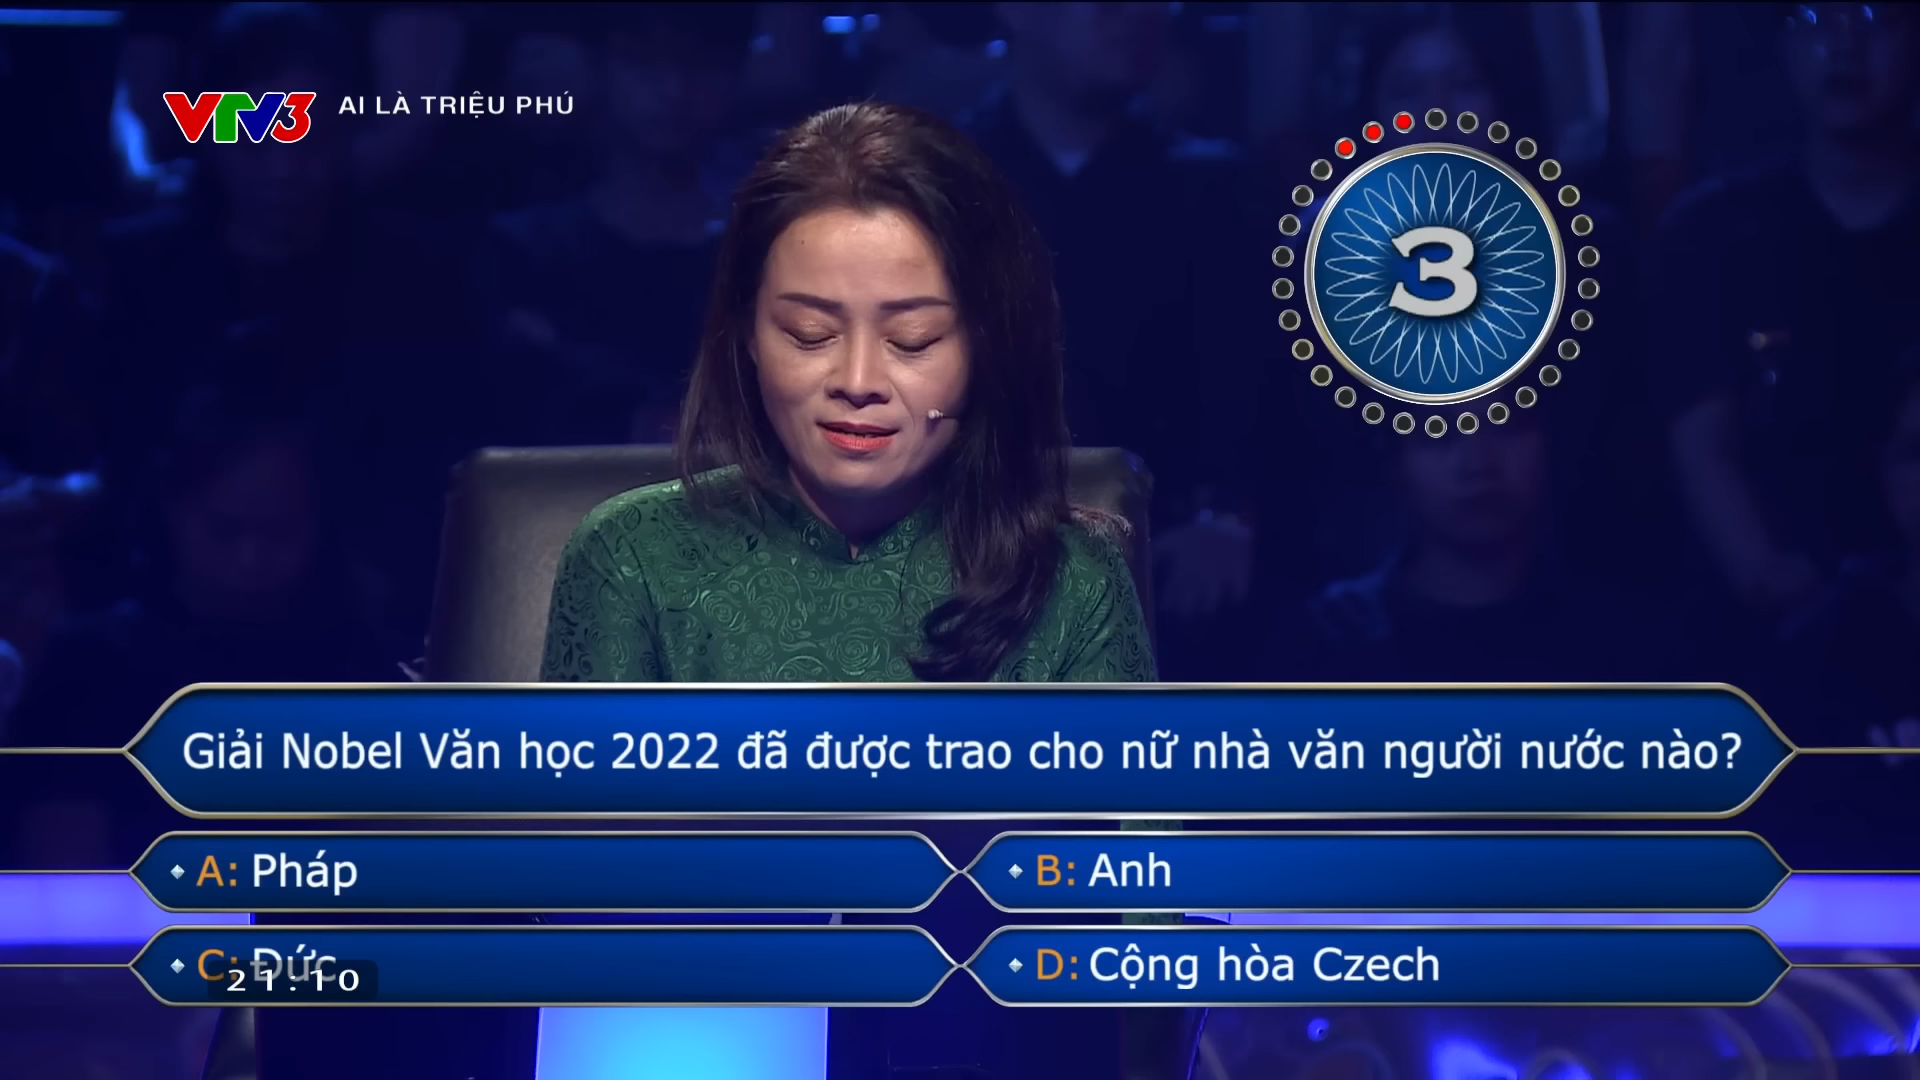 VTV3 AI LÀ TRIỆU PHÚ
3
Giải Nobel Văn học 2022 đã được trao cho nữ nhà văn người nước nào?
A: Pháp
B: Anh
C: Đức
D: Cộng hòa Czech
21:10